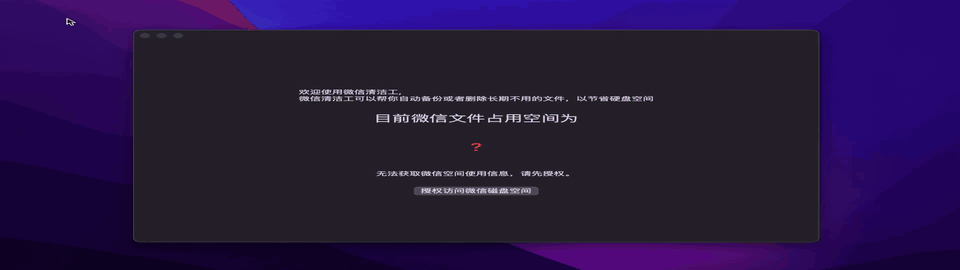 欢迎使用微信清洁工,
微信清洁工可以帮你自动备份或者删除长期不用的文件，以节省硬盘空间
目前微信文件占用空间为
?
无法获取微信空间使用信息，请先授权。
授权访问微信磁盘空间